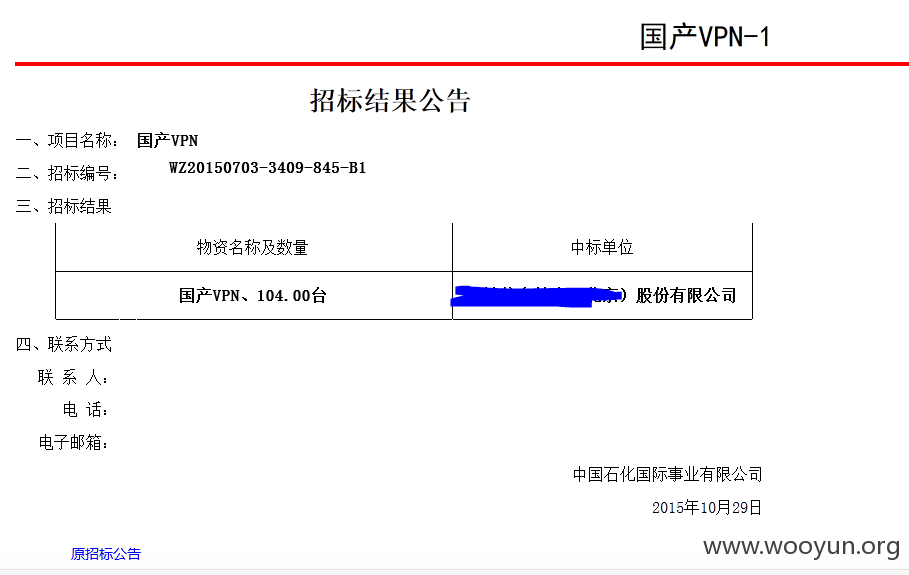 国产VPN-1
招标结果公告
一、项目名称： 国产VPN
二、招标编号： WZ20150703-3409-845-B1
三、招标结果
物资名称及数量 中标单位
国产VPN、104.00台 ）股份有限公司
四、联系方式
联 系 人：
电 话：
电子邮箱：
中国石化国际事业有限公司
2015年10月29日
原招标公告
www.wooyun.org